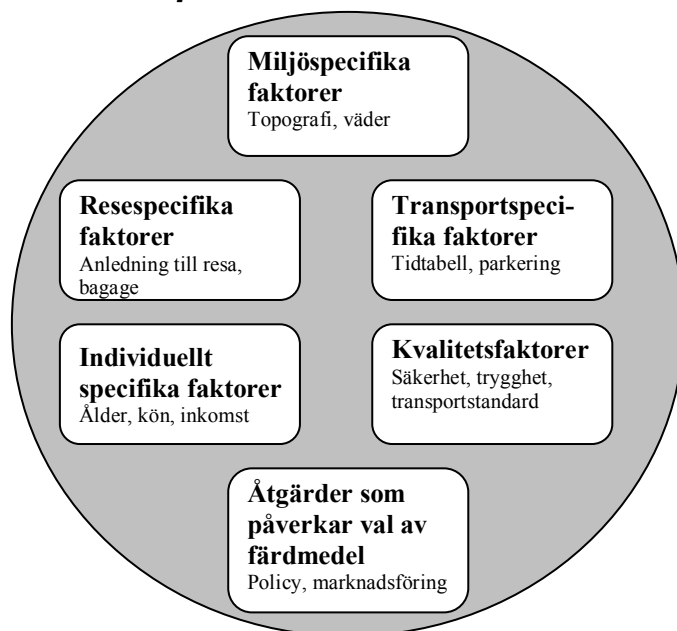 Miljöspecifika
faktorer
Topografi, väder
Resespecifika
faktorer
Anledning till resa,
bagage
Transportspeci-
fika faktorer
Tidtabell, parkering
Individuellt
specifika faktorer
Ålder, kön, inkomst
Kvalitetsfaktorer
Säkerhet, trygghet,
transportstandard
Åtgärder som
påverkar val av
färdmedel
Policy, marknadsföring